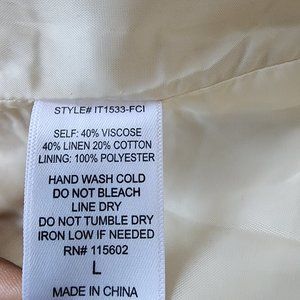 STYLE# IT1533-FCI
SELF: 40% VISCOSE
40% LINEN 20% COTTON
LINING: 100% POLYESTER
HAND WASH COLD
DO NOT BLEACH
LINE DRY
DO NOT TUMBLE DRY
IRON LOW IF NEEDED
RN# 115602
L
MADE IN CHINA